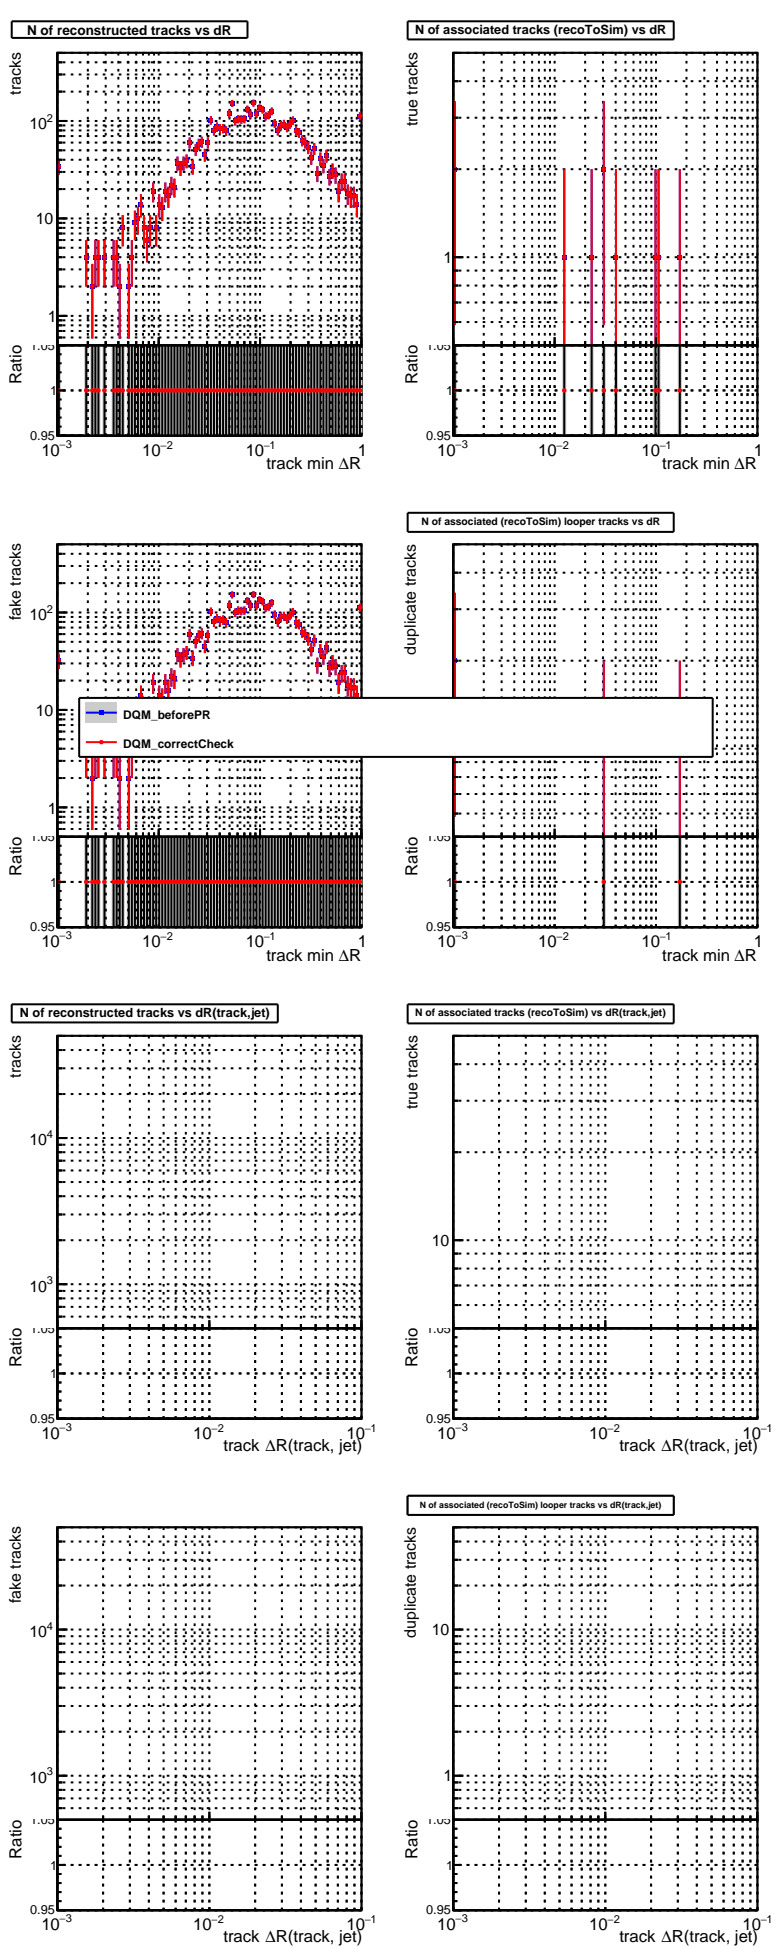 N of reconstructed tracks vs dR
tracks
10²
10
1
Ratio
1.05
1
0.95
10⁻³
10⁻²
10⁻¹
1
track min ΔR
N of associated tracks (recoToSim) vs dR
true tracks
1
Ratio
1.05
1
0.95
10⁻³
10⁻²
10⁻¹
1
track min ΔR
fake tracks
10²
10
1
Ratio
1.05
1
0.95
10⁻³
10⁻²
10⁻¹
1
track min ΔR
N of associated (recoToSim) looper tracks vs dR
duplicate tracks
Ratio
1.05
1
0.95
10⁻³
10⁻²
10⁻¹
1
track min ΔR
DQM_beforePR
DQM_correctCheck
N of reconstructed tracks vs dR(track,jet)
tracks
10⁴
10³
Ratio
1.05
1
0.95
10⁻³
10⁻²
10⁻¹
track ΔR(track, jet)
N of associated tracks (recoToSim) vs dR(track,jet)
true tracks
10
Ratio
1.05
1
0.95
10⁻³
10⁻²
10⁻¹
track ΔR(track, jet)
fake tracks
10⁴
10³
Ratio
1.05
1
0.95
10⁻³
10⁻²
10⁻¹
track ΔR(track, jet)
N of associated (recoToSim) looper tracks vs dR(track,jet)
duplicate tracks
10
1
Ratio
1.05
1
0.95
10⁻³
10⁻²
10⁻¹
track ΔR(track, jet)